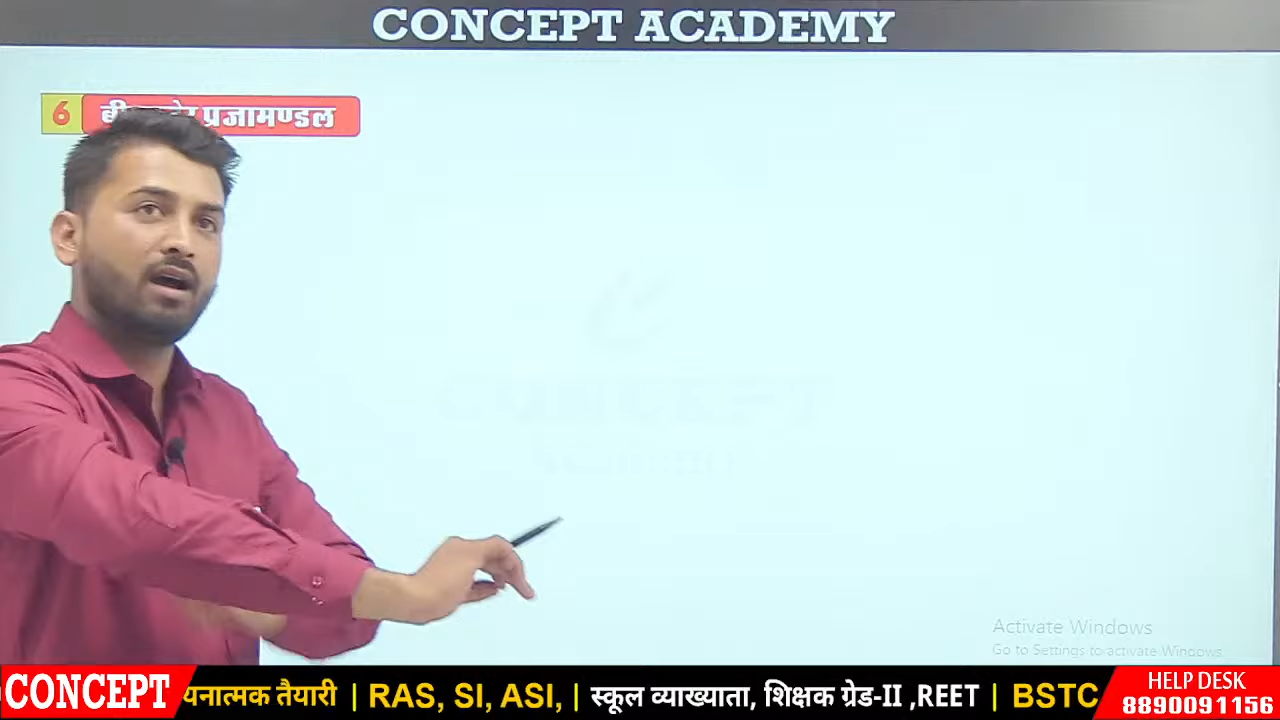 CONCEPT ACADEMY
6 प्रजामण्डल
CONCEPT
Activate Windows
Go to Settings to activate Windows.
CONCEPT यनात्मक तैयारी | RAS, SI, ASI, | स्कूल व्याख्याता, शिक्षक ग्रेड-II ,REET | BSTC
HELP DESK
8890091156